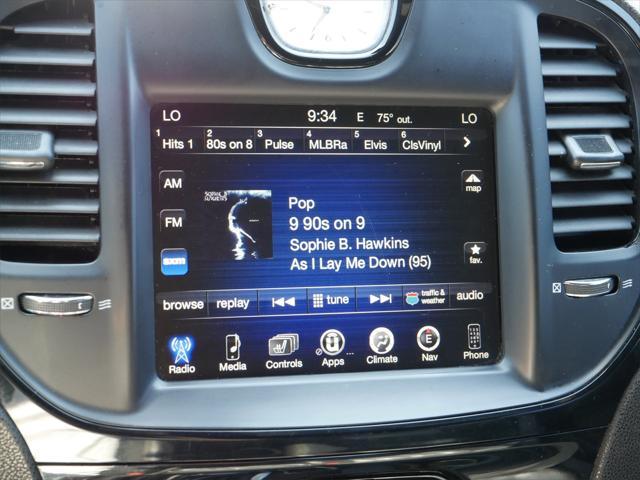 LO 9:34 E 75° out. LO
1 Hits 1 2 80s on 8 3 Pulse 4 MLBRa 5 Elvis 6 ClsVinyl
AM
map
Pop
FM
9 90s on 9
Sophie B. Hawkins
sxm
As I Lay Me Down (95)
fav.
browse replay tune traffic & weather audio
Radio Media Controls Apps Climate E Nav Phone